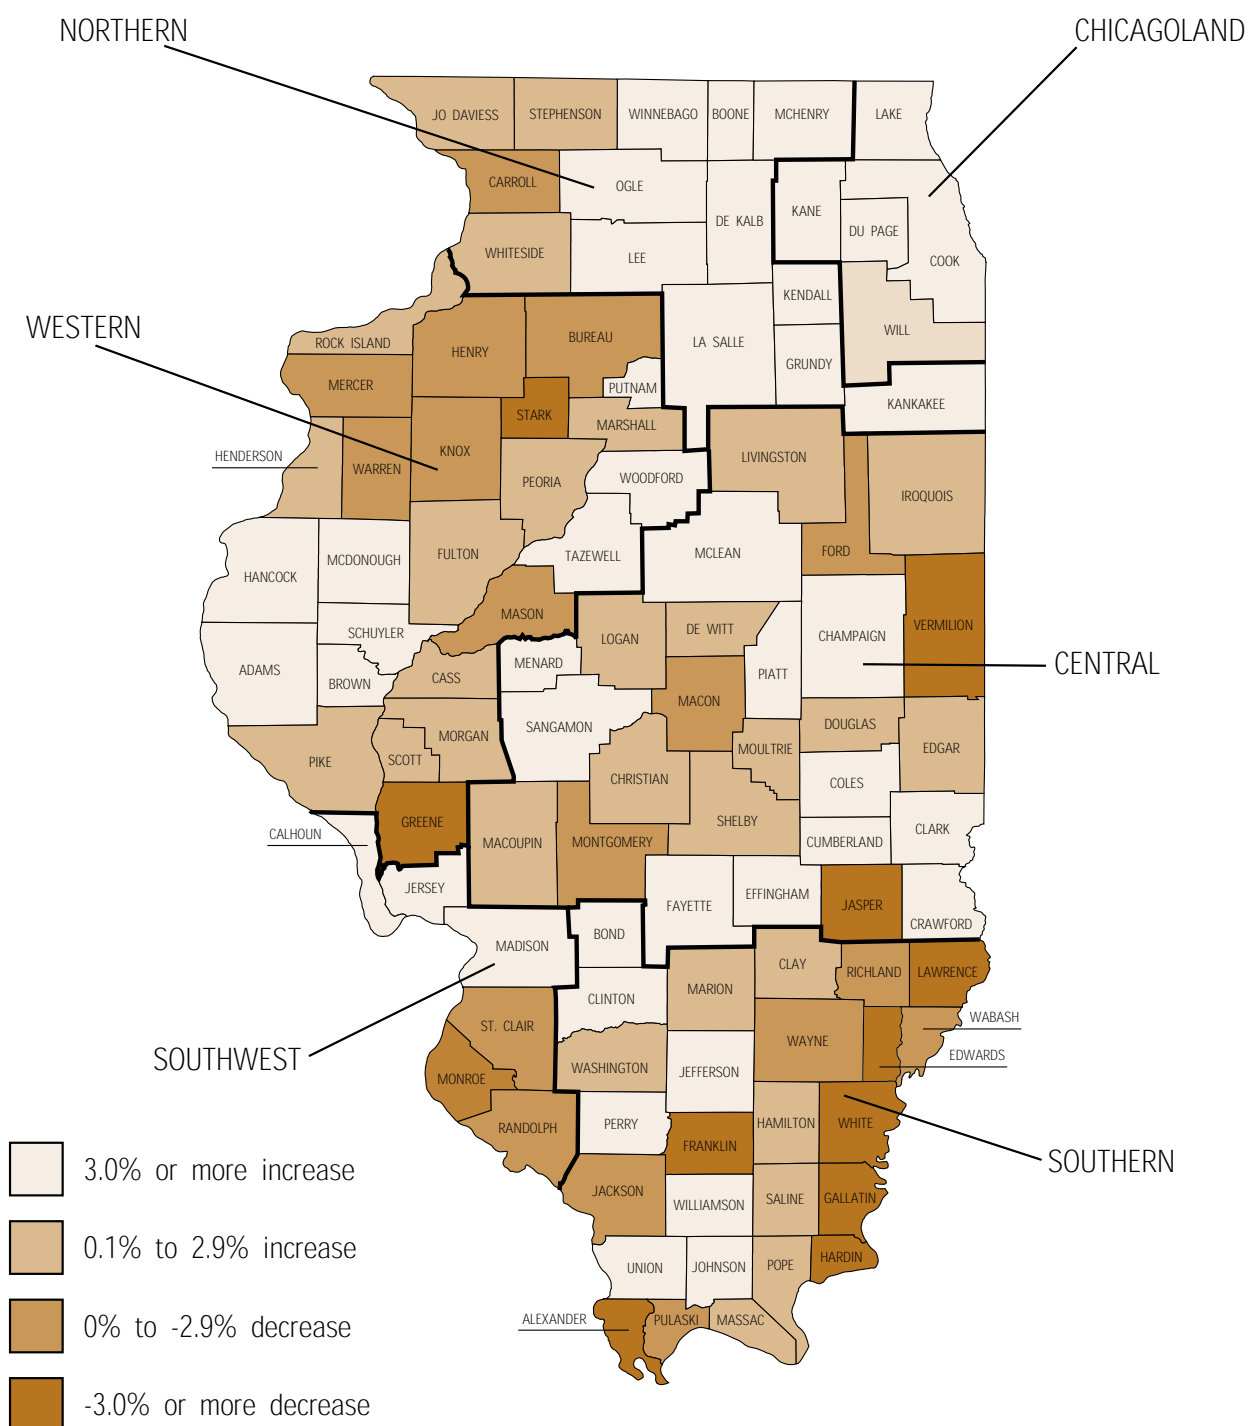 NORTHERN
CHICAGOLAND
JO DAVIESS
STEPHENSON
WINNEBAGO
BOONE
MCHENRY
LAKE
CARROLL
OGLE
DE KALB
KANE
DU PAGE
COOK
WHITESIDE
LEE
KENDALL
WESTERN
ROCK ISLAND
HENRY
BUREAU
LA SALLE
GRUNDY
WILL
MERCER
PUTNAM
KANKAKEE
STARK
MARSHALL
HENDERSON
WARREN
KNOX
PEORIA
WOODFORD
LIVINGSTON
IROQUOIS
HANCOCK
MCDONOUGH
FULTON
TAZEWELL
MCLEAN
FORD
MASON
LOGAN
DE WITT
CHAMPAIGN
VERMILION
SCHUYLER
ADAMS
BROWN
CASS
MENARD
PIATT
CENTRAL
MACON
SANGAMON
MORGAN
SCOTT
PIKE
CHRISTIAN
MOULTRIE
DOUGLAS
EDGAR
COLES
GREENE
CALHOUN
MACOUPIN
MONTGOMERY
SHELBY
CUMBERLAND
CLARK
JERSEY
FAYETTE
EFFINGHAM
JASPER
CRAWFORD
MADISON
BOND
CLINTON
MARION
CLAY
RICHLAND
LAWRENCE
WABASH
EDWARDS
ST. CLAIR
SOUTHWEST
MONROE
WASHINGTON
JEFFERSON
WAYNE
RANDOLPH
PERRY
FRANKLIN
HAMILTON
WHITE
SOUTHERN
JACKSON
WILLIAMSON
SALINE
GALLATIN
UNION
JOHNSON
POPE
HARDIN
ALEXANDER
PULASKI
MASSAC
3.0% or more increase
0.1% to 2.9% increase
0% to -2.9% decrease
-3.0% or more decrease